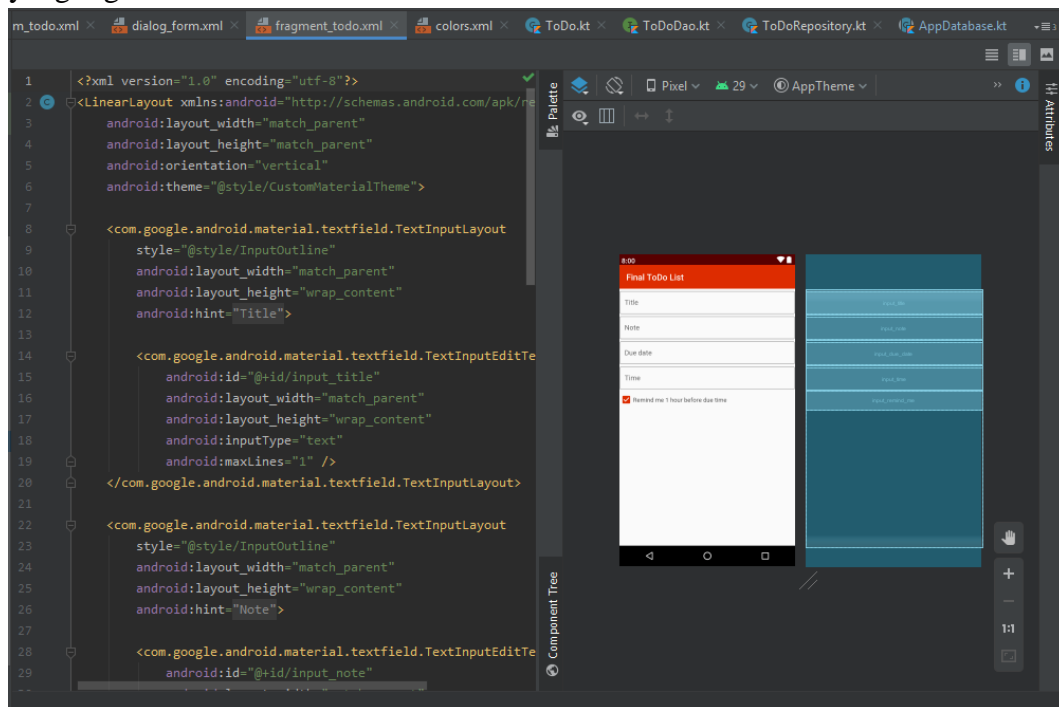 m_todo.xml dialog_form.xml fragment_todo.xml colors.xml ToDo.kt ToDoDao.kt ToDoRepository.kt AppDatabase.kt
1 <?xml version="1.0" encoding="utf-8"?>
2 <LinearLayout xmlns:android="http://schemas.android.com/apk/re
3 android:layout_width="match_parent"
4 android:layout_height="match_parent"
5 android:orientation="vertical"
6 android:theme="@style/CustomMaterialTheme">
7
8 <com.google.android.material.textfield.TextInputLayout
9 style="@style/InputOutline"
10 android:layout_width="match_parent"
11 android:layout_height="wrap_content"
12 android:hint="Title">
13
14 <com.google.android.material.textfield.TextInputEditTe
15 android:id="@+id/input_title"
16 android:layout_width="match_parent"
17 android:layout_height="wrap_content"
18 android:inputType="text"
19 android:maxLines="1" />
20 </com.google.android.material.textfield.TextInputLayout>
21
22 <com.google.android.material.textfield.TextInputLayout
23 style="@style/InputOutline"
24 android:layout_width="match_parent"
25 android:layout_height="wrap_content"
26 android:hint="Note">
27
28 <com.google.android.material.textfield.TextInputEditTe
29 android:id="@+id/input_note"
Palette
Component Tree
Pixel 29 AppTheme
Attributes
8:00
Final ToDo List
Title
Note
Due date
Time
Remind me 1 hour before due time
input_note
input_due_date
input_time
input_remind_me
1:1